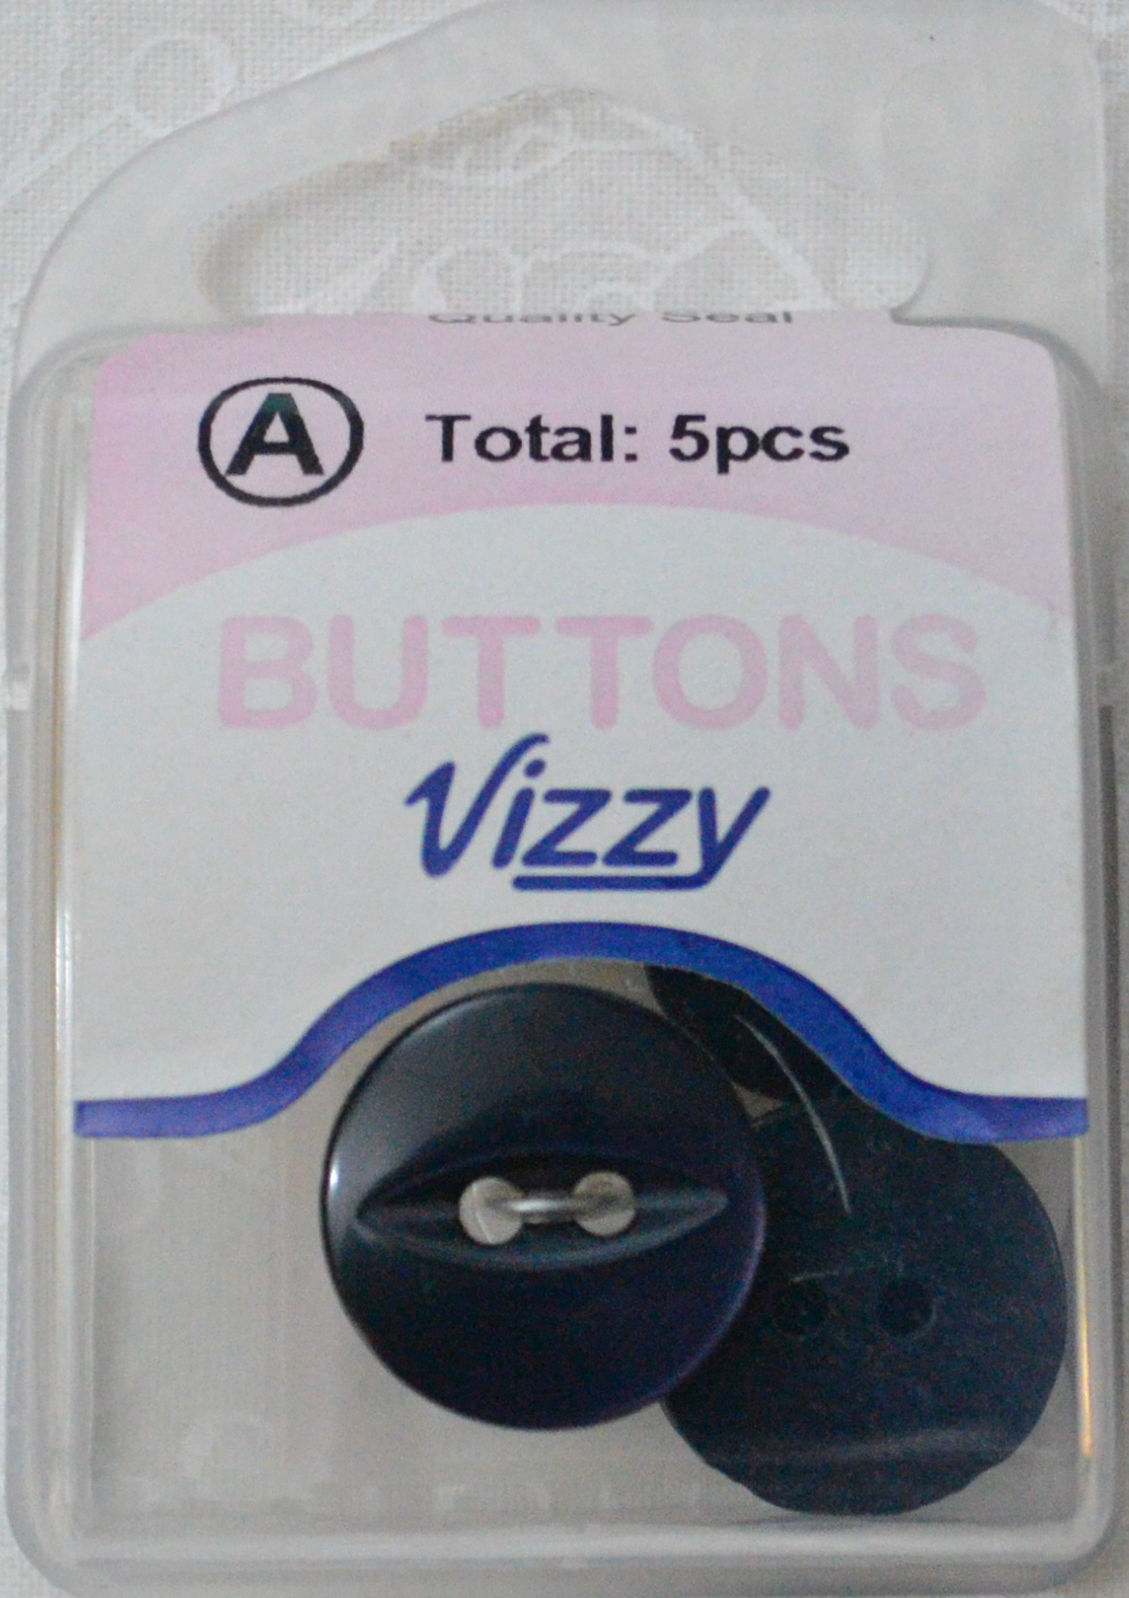 Quality Seal
A Total: 5pcs
BUTTONS
Vizzy